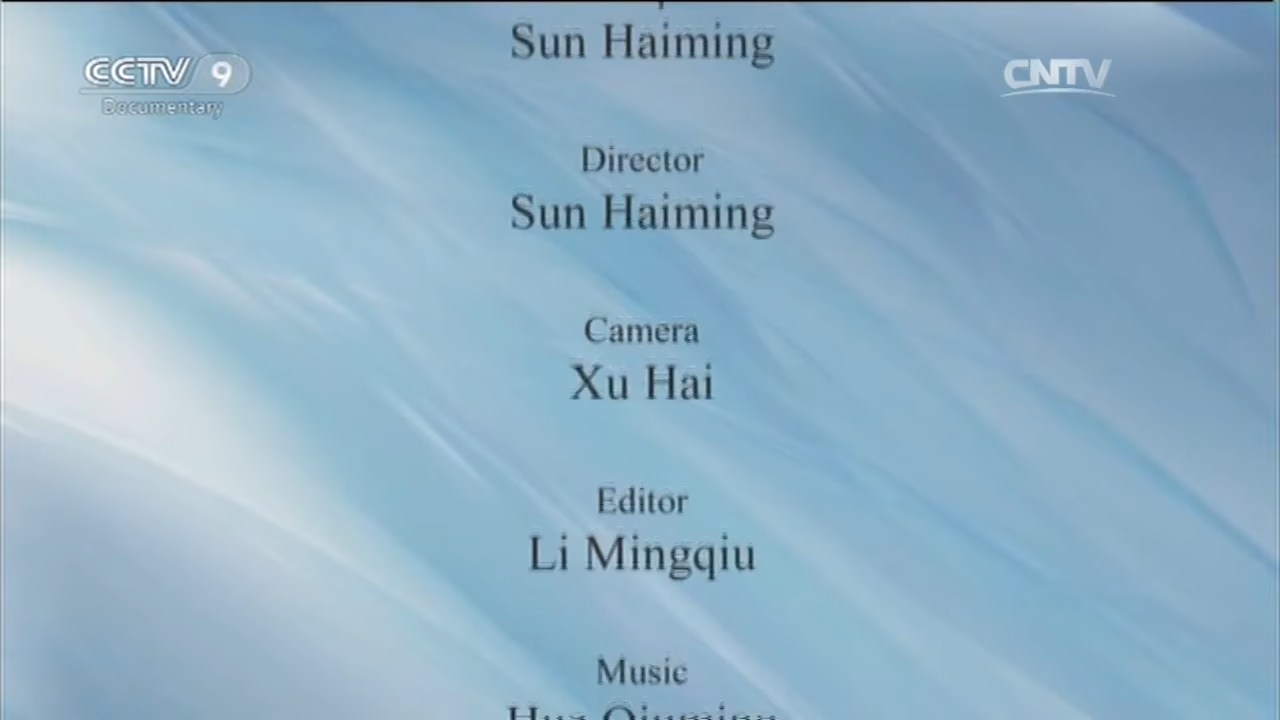 Sun Haiming
CCTV 9
Documentary
CNTV
Director
Sun Haiming
Camera
Xu Hai
Editor
Li Mingqiu
Music